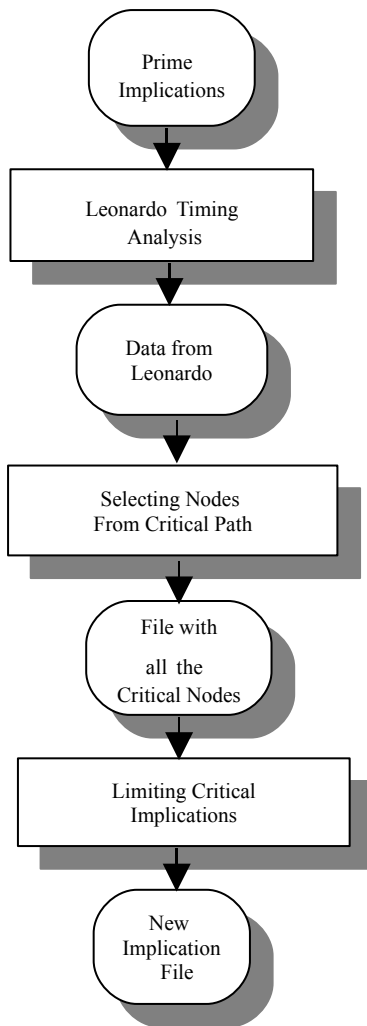 Prime
Implications
Leonardo Timing
Analysis
Data from
Leonardo
Selecting Nodes
From Critical Path
File with
all the
Critical Nodes
Limiting Critical
Implications
New
Implication
File